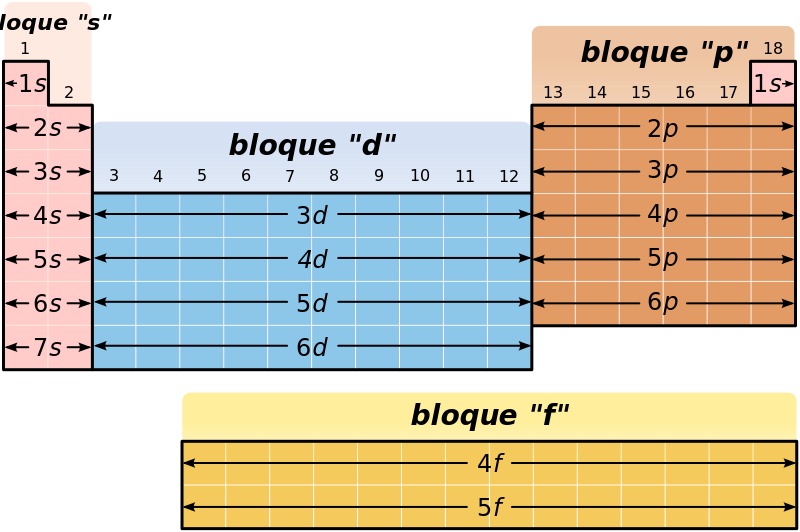 loque "s"
1
1s
2
2s
3s
4s
5s
6s
7s
bloque "d"
3 4 5 6 7 8 9 10 11 12
3d
4d
5d
6d
bloque "p"
18
13 14 15 16 17
1s
2p
3p
4p
5p
6p
bloque "f"
4f
5f